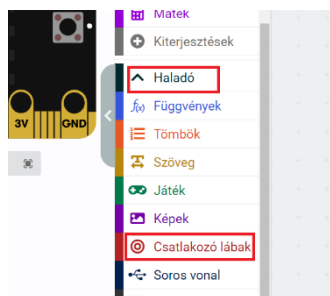 Matek
Kiterjesztések
Haladó
f(x) Függvények
Tömbök
3V GND
Szöveg
Játék
Képek
Csatlakozó lábak
Soros vonal